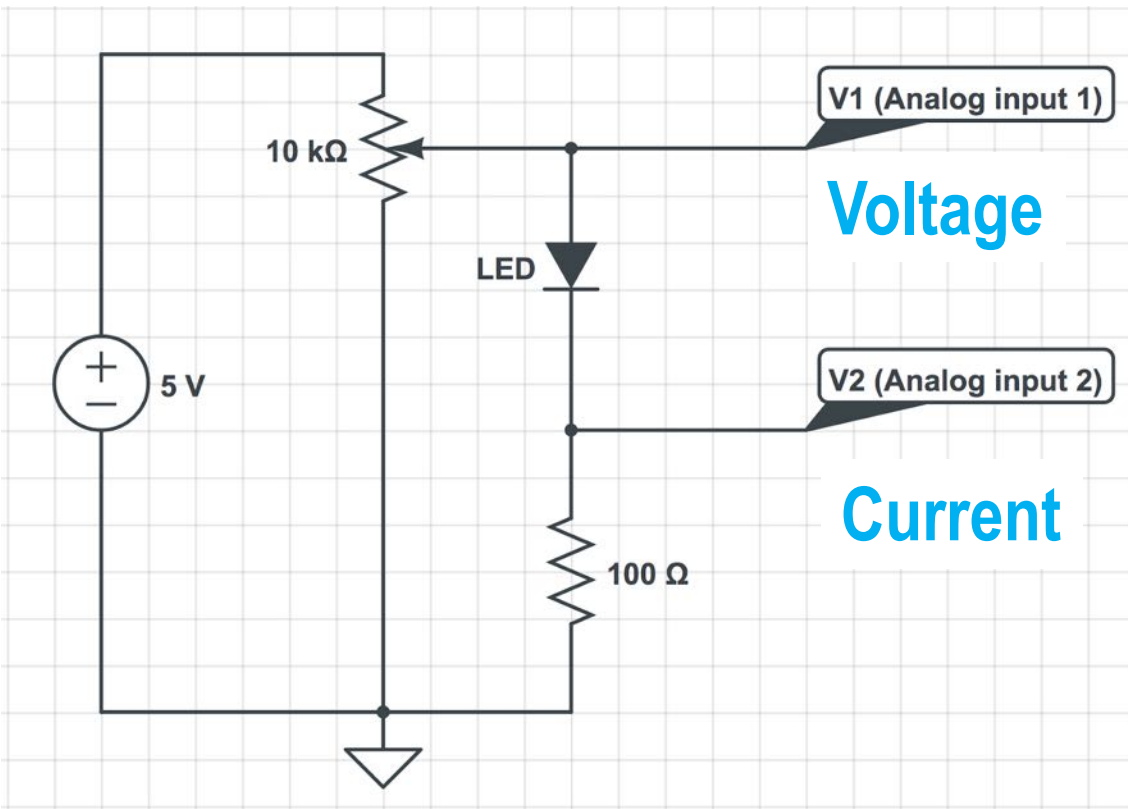 V1 (Analog input 1)
10 kΩ
Voltage
LED
5 V
V2 (Analog input 2)
Current
100 Ω